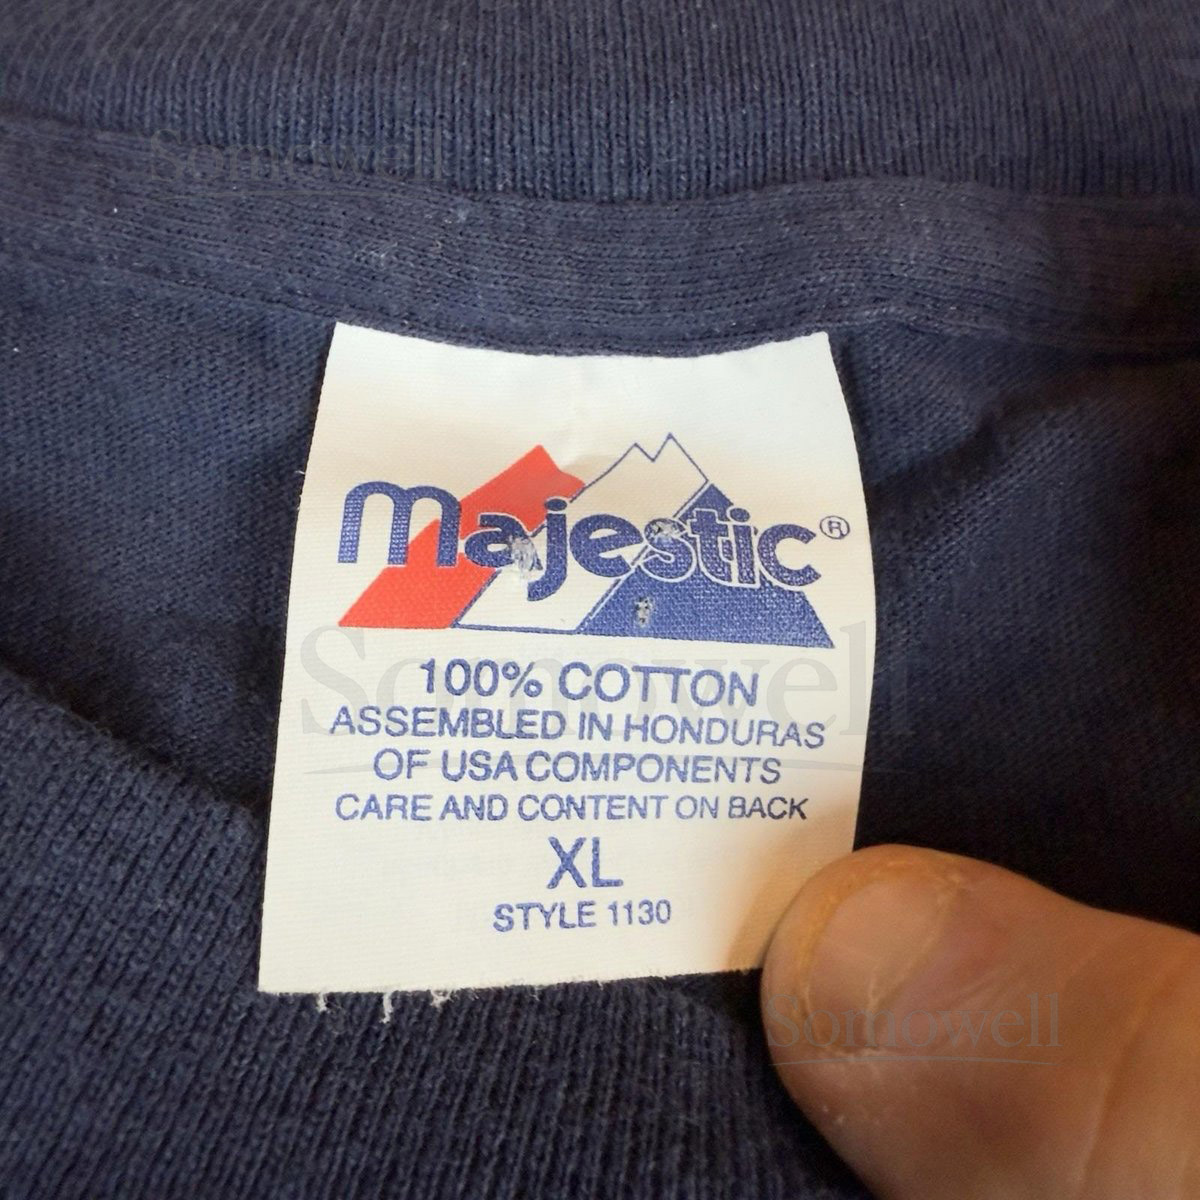 majestic®
100% COTTON
ASSEMBLED IN HONDURAS
OF USA COMPONENTS
CARE AND CONTENT ON BACK
XL
STYLE 1130
Somowell
Somowell